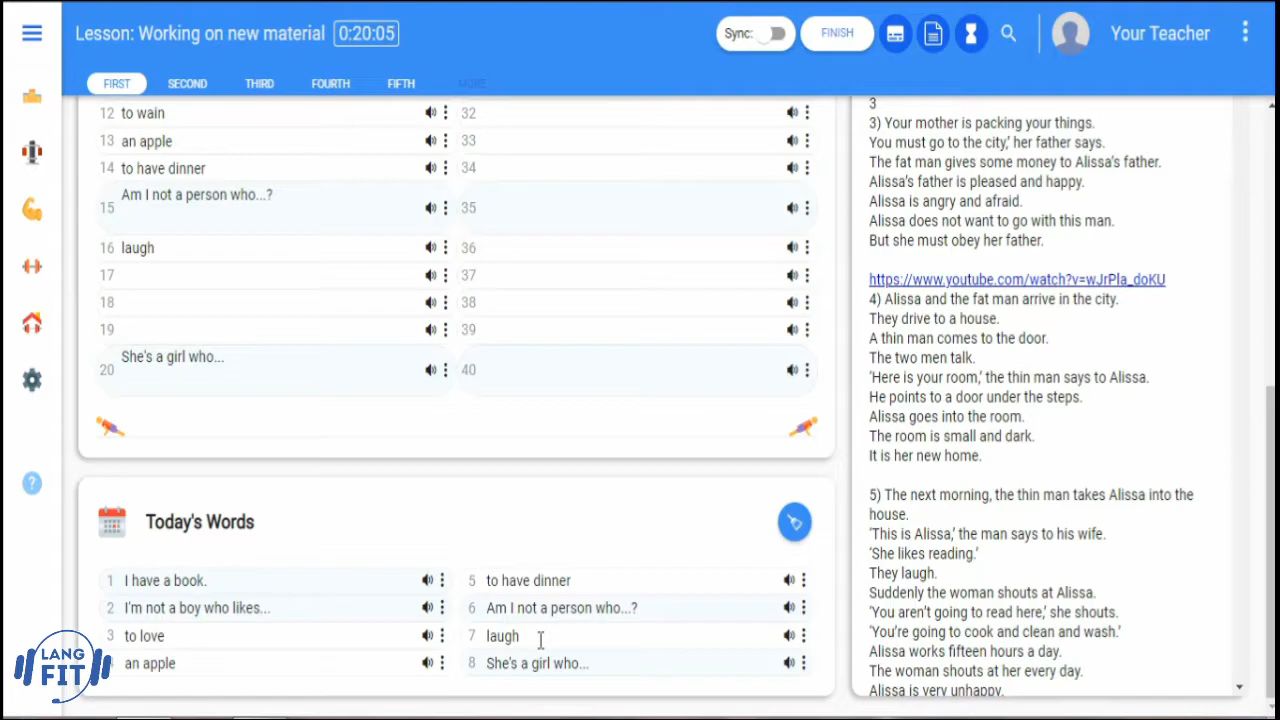 Lesson: Working on new material 0:20:05
Sync:
FINISH
Your Teacher
FIRST SECOND THIRD FOURTH FIFTH MORE
12 to wain 32
13 an apple 33
14 to have dinner 34
Am I not a person who...?
15 35
16 laugh 36
17 37
18 38
19 39
She's a girl who...
20 40
Today's Words
1 I have a book.
2 I'm not a boy who likes...
3 to love
4 an apple
5 to have dinner
6 Am I not a person who...?
7 laugh
8 She's a girl who...
3
3) Your mother is packing your things.
You must go to the city,' her father says.
The fat man gives some money to Alissa's father.
Alissa's father is pleased and happy.
Alissa is angry and afraid.
Alissa does not want to go with this man.
But she must obey her father.
https://www.youtube.com/watch?v=wJrPla_doKU
4) Alissa and the fat man arrive in the city.
They drive to a house.
A thin man comes to the door.
The two men talk.
'Here is your room,' the thin man says to Alissa.
He points to a door under the steps.
Alissa goes into the room.
The room is small and dark.
It is her new home.
5) The next morning, the thin man takes Alissa into the
house.
'This is Alissa,' the man says to his wife.
'She likes reading.'
They laugh.
Suddenly the woman shouts at Alissa.
'You aren't going to read here,' she shouts.
'You're going to cook and clean and wash.'
Alissa works fifteen hours a day.
The woman shouts at her every day.
Alissa is very unhappy.
?
LANG
FIT